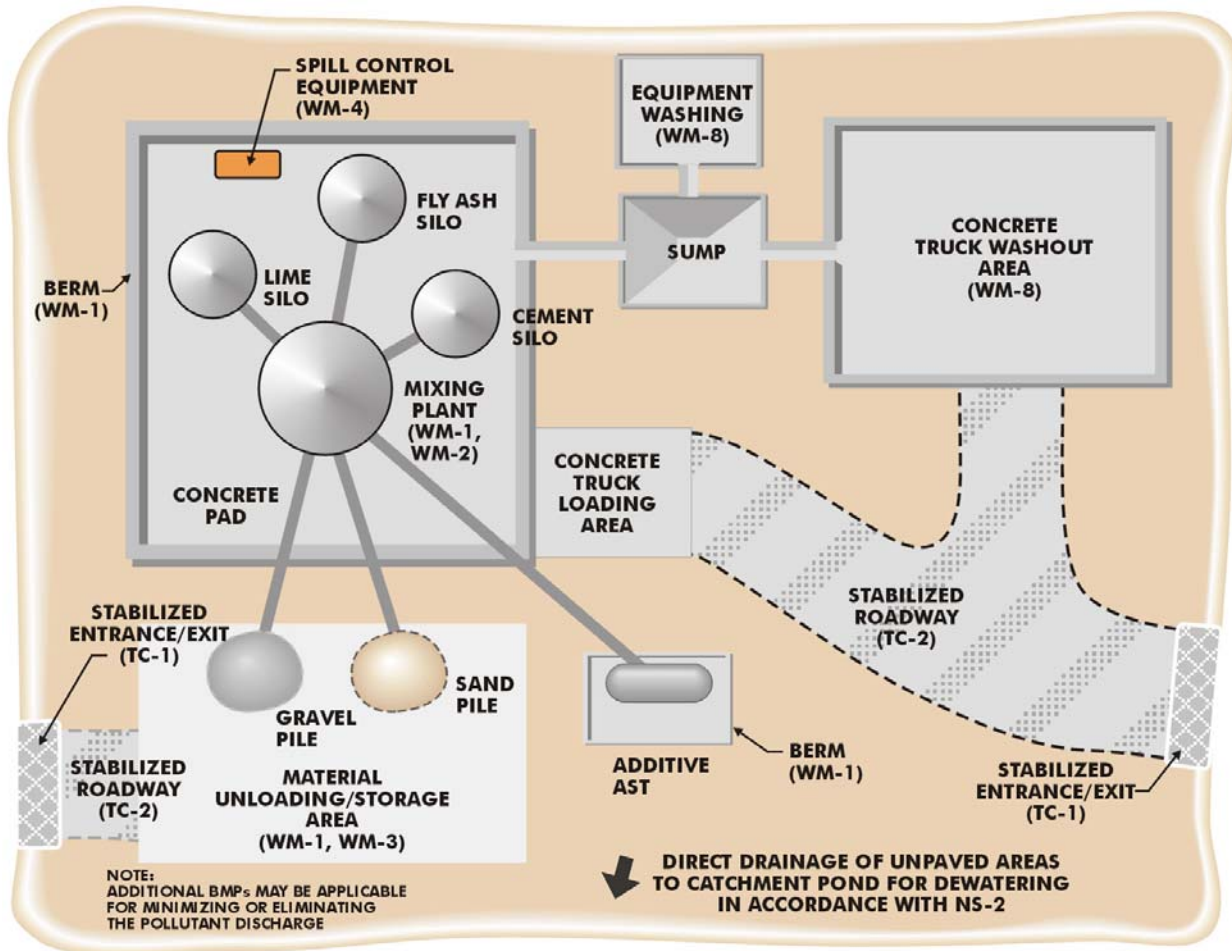 SPILL CONTROL
EQUIPMENT
(WM-4)
EQUIPMENT
WASHING
(WM-8)
FLY ASH
SILO
SUMP
CONCRETE
TRUCK WASHOUT
AREA
(WM-8)
BERM
(WM-1)
LIME
SILO
CEMENT
SILO
MIXING
PLANT
(WM-1,
WM-2)
CONCRETE
PAD
CONCRETE
TRUCK
LOADING
AREA
STABILIZED
ROADWAY
(TC-2)
STABILIZED
ENTRANCE/EXIT
(TC-1)
GRAVEL
PILE
SAND
PILE
STABILIZED
ROADWAY
(TC-2)
MATERIAL
UNLOADING/STORAGE
AREA
(WM-1, WM-3)
ADDITIVE
AST
BERM
(WM-1)
STABILIZED
ENTRANCE/EXIT
(TC-1)
NOTE:
ADDITIONAL BMPs MAY BE APPLICABLE
FOR MINIMIZING OR ELIMINATING
THE POLLUTANT DISCHARGE
DIRECT DRAINAGE OF UNPAVED AREAS
TO CATCHMENT POND FOR DEWATERING
IN ACCORDANCE WITH NS-2